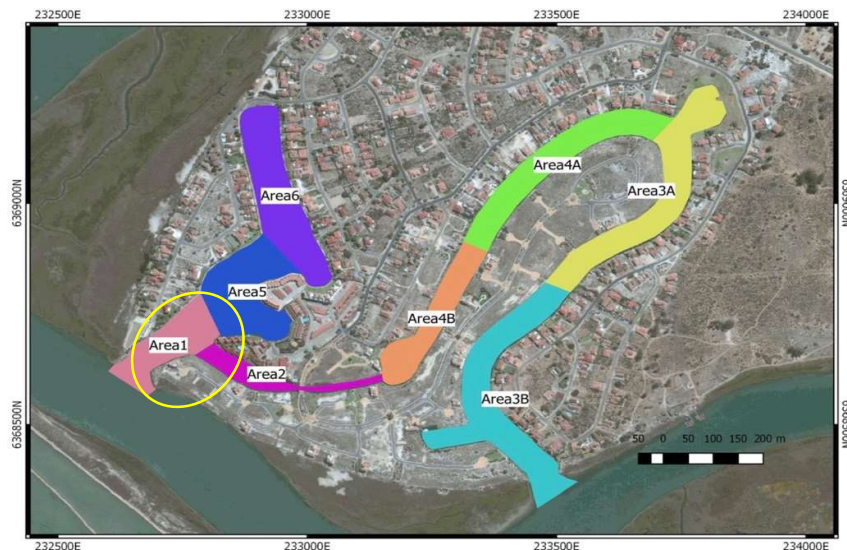 232500E 233000E 233500E 234000E
Area4A
Area3A
Area6
6369000N 6369000N
Area5
Area4B
Area1
Area2
Area3B
6368500N 6368500N
50 0 50 100 150 200 m
232500E 233000E 233500E 234000E